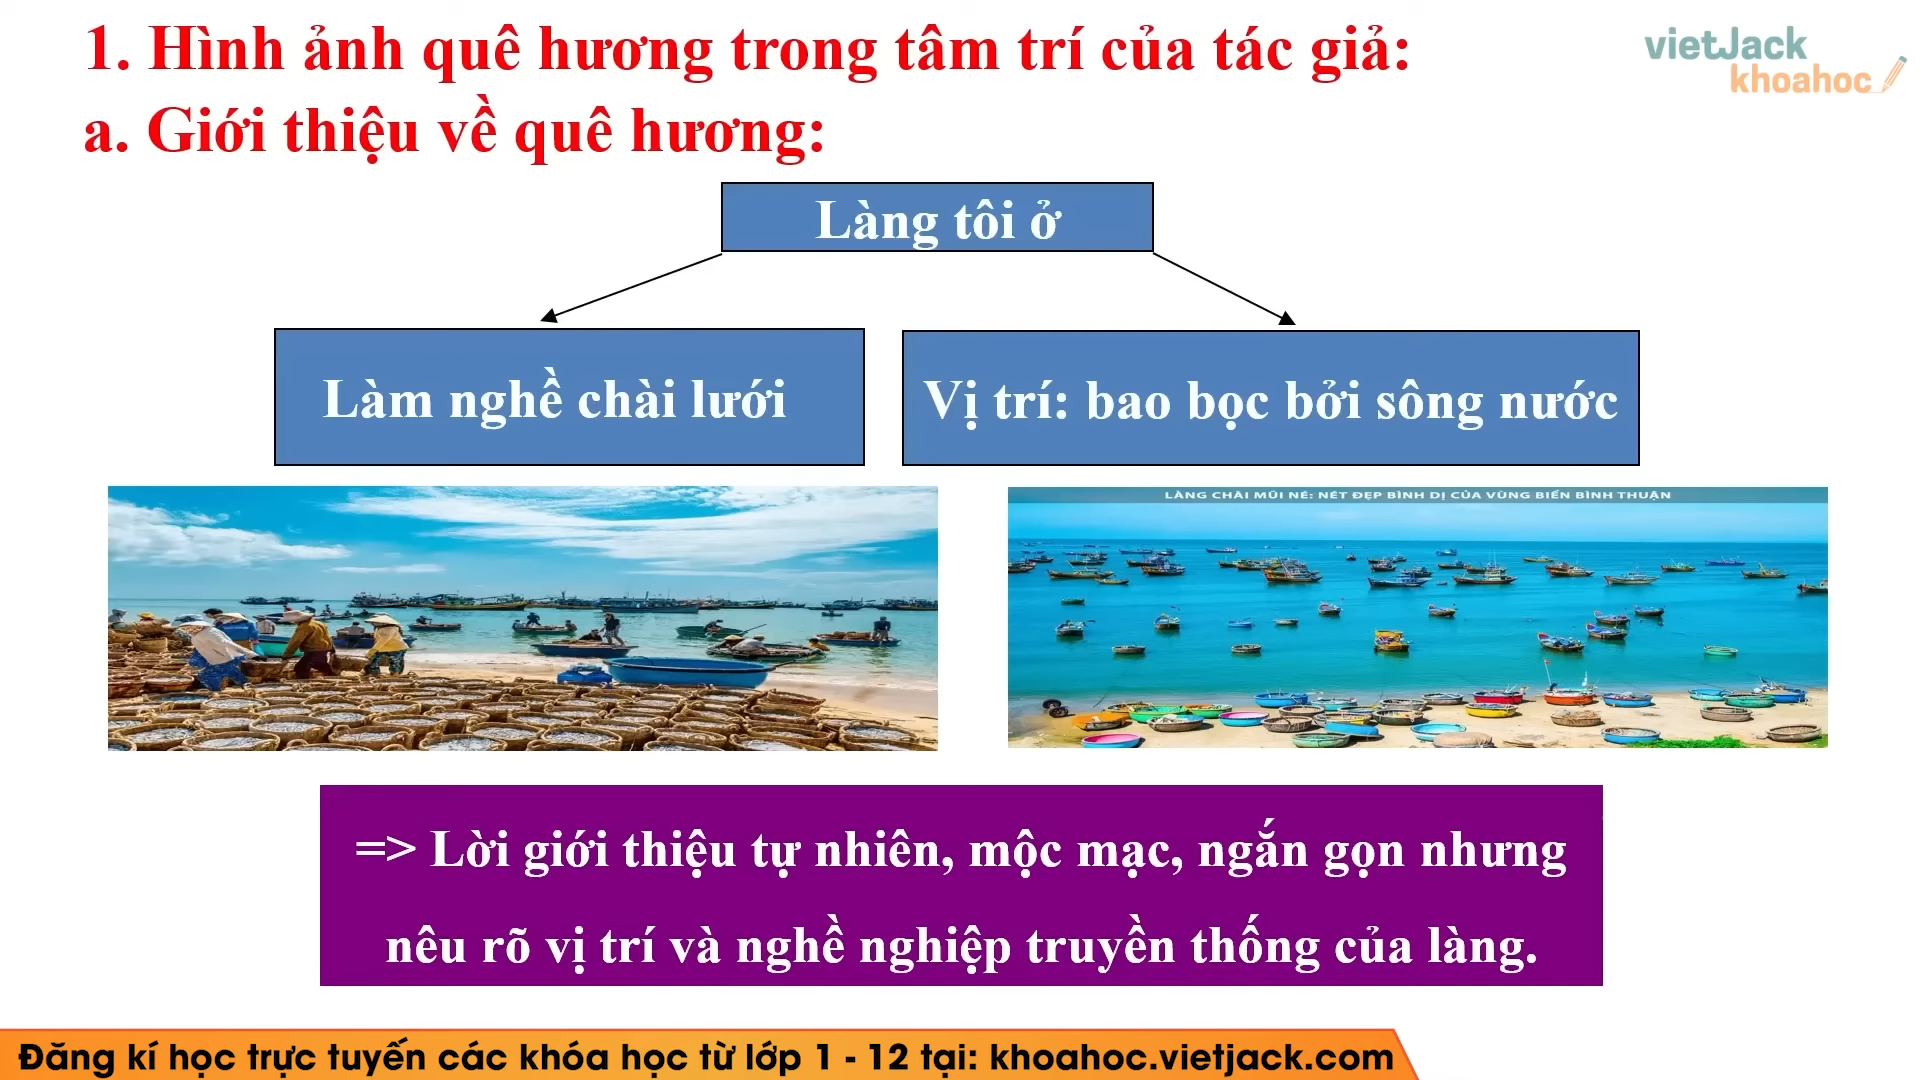 1. Hình ảnh quê hương trong tâm trí của tác giả:
vietJack
khoahoc
a. Giới thiệu về quê hương:
Làng tôi ở
Làm nghề chài lưới
Vị trí: bao bọc bởi sông nước
LÀNG CHÀI MŨI NÉ: NÉT ĐẸP BÌNH DỊ CỦA VÙNG BIỂN BÌNH THUẬN
=> Lời giới thiệu tự nhiên, mộc mạc, ngắn gọn nhưng
nêu rõ vị trí và nghề nghiệp truyền thống của làng.
Đăng kí học trực tuyến các khóa học từ lớp 1 - 12 tại: khoahoc.vietjack.com